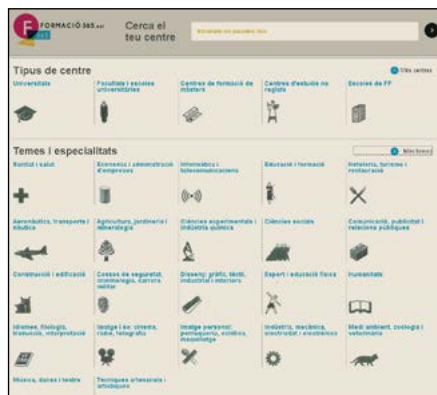 FORMACIÓ 365.cat
Cerca el
teu centre
Tipus de centre
Més centres
Universitats
Facultats i escoles
universitàries
Centres de formació de
màsters
Centres d'estudis no
reglats
Escoles de FP
Temes i especialitats
Més temes
Sanitat i salut
Economia i administració
d'empreses
Informàtica i
telecomunicacions
Educació i formació
Hoteleria, turisme i
restauració
Aeronàutica, transports i
nàutica
Agricultura, jardineria i
mineralogia
Ciències experimentals i
indústria química
Ciències socials
Comunicació, publicitat i
relacions públiques
Construcció i edificació
Cossos de seguretat,
criminologia, carrera
militar
Disseny: gràfic, tèxtil,
industrial i interiors
Esport i educació física
Humanitats
Idiomes, filologia,
traducció, interpretació
Imatge i so: cinema,
ràdio, fotografia
Imatge personal:
perruqueria, estètica,
maquillatge
Indústria, mecànica,
electricitat i electrònica
Medi ambient, zoologia i
veterinària
Música, dansa i teatre
Tècniques artesanals i
artístiques